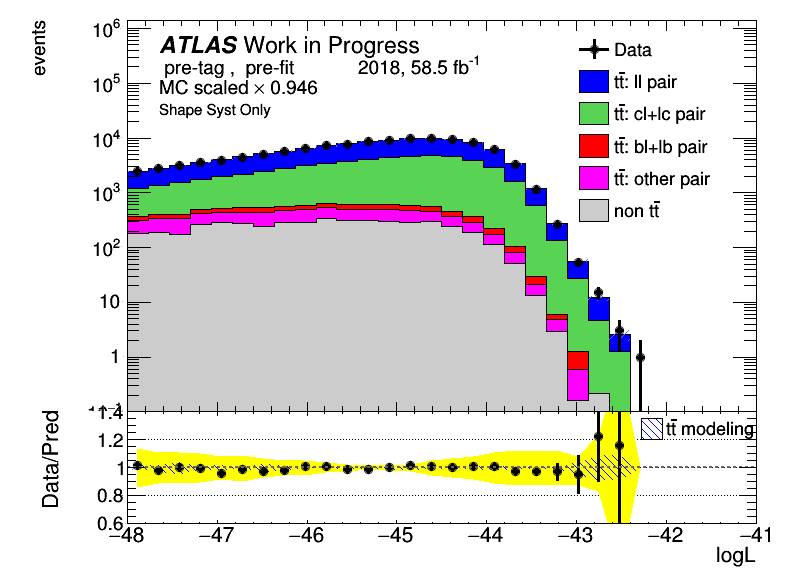 events
10⁶
10⁵
10⁴
10³
10²
10
1
ATLAS Work in Progress
pre-tag , pre-fit 2018, 58.5 fb⁻¹
MC scaled × 0.946
Shape Syst Only
Data
tt̄: ll pair
tt̄: cl+lc pair
tt̄: bl+lb pair
tt̄: other pair
non tt̄
Data/Pred
1.4
1.2
1
0.8
0.6
tt̄ modeling
−48 −47 −46 −45 −44 −43 −42 −41
logL